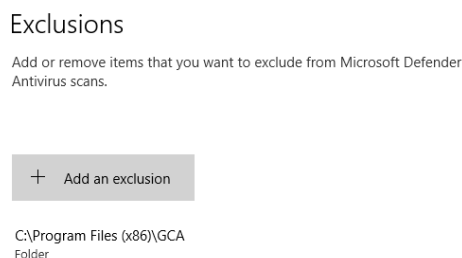 Exclusions
Add or remove items that you want to exclude from Microsoft Defender
Antivirus scans.
+ Add an exclusion
C:\Program Files (x86)\GCA
Folder